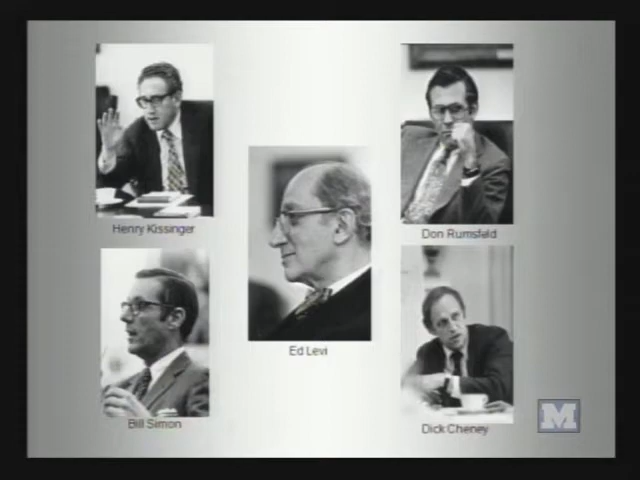 Henry Kissinger
Don Rumsfeld
Ed Levi
Bill Simon
Dick Cheney
M